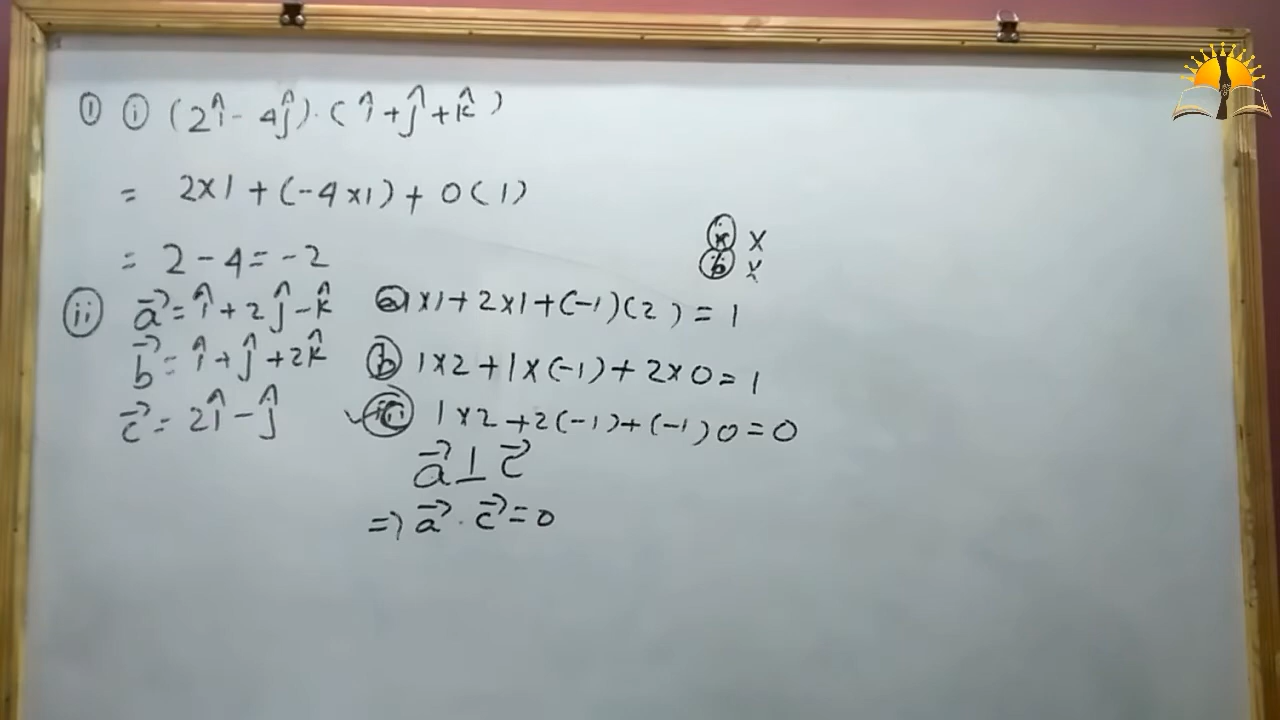 ① ⓘ (2î - 4ĵ)·(î + ĵ + k̂)
= 2×1 + (-4×1) + 0(1)
= 2 - 4 = -2
ⓘⓘ a⃗ = î + 2ĵ - k̂
b⃗ = î + ĵ + 2k̂
c⃗ = 2î - ĵ
ⓐ 1×1 + 2×1 + (-1)(2) = 1
ⓑ 1×2 + 1×(-1) + 2×0 = 1
✓ⓒ 1×2 + 2(-1) + (-1)0 = 0
a⃗ ⊥ c⃗
⇒ a⃗ · c⃗ = 0
×
ⓑ ×